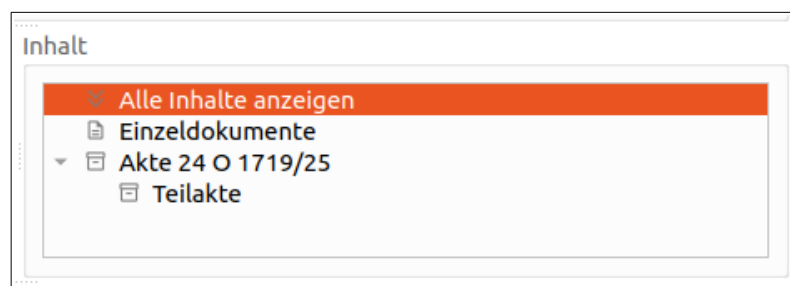 Inhalt
Alle Inhalte anzeigen
Einzeldokumente
Akte 24 O 1719/25
Teilakte